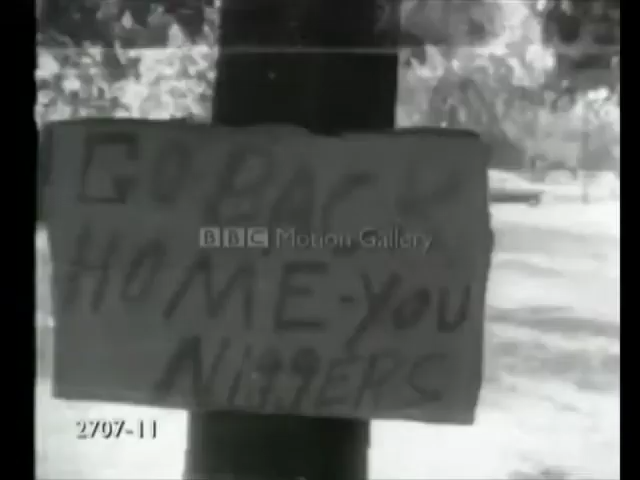 GO BACK
BBC Motion Gallery
HOME-YOU
NIGGERS
2707-11